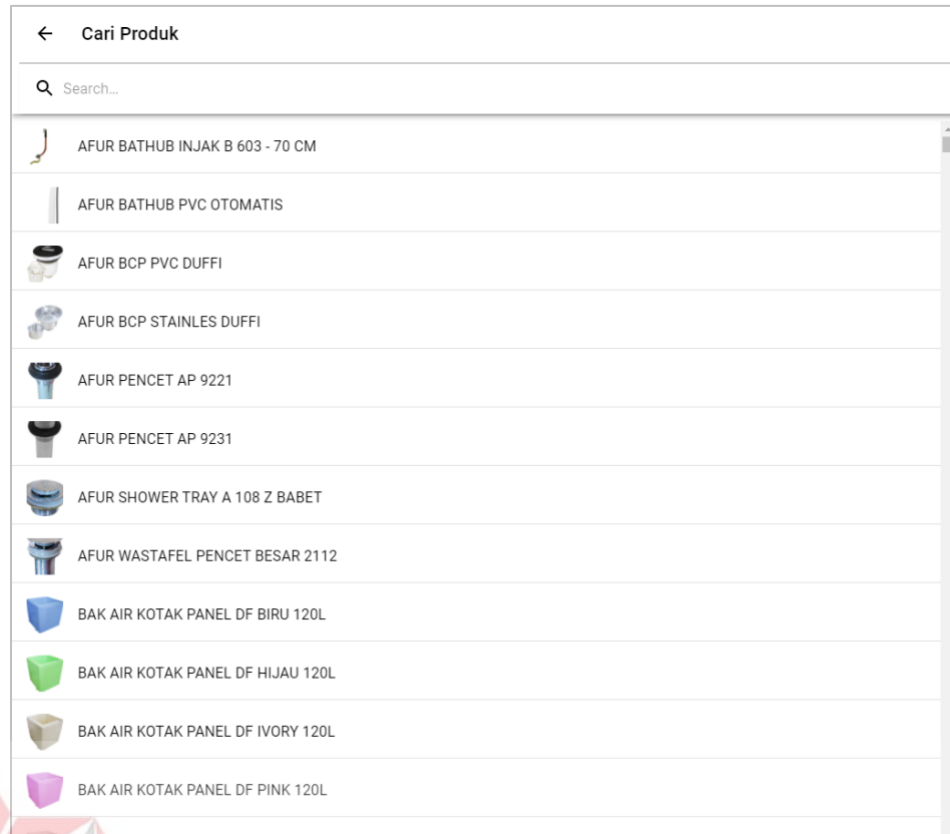 Cari Produk
Search...
AFUR BATHUB INJAK B 603 - 70 CM
AFUR BATHUB PVC OTOMATIS
AFUR BCP PVC DUFFI
AFUR BCP STAINLES DUFFI
AFUR PENCET AP 9221
AFUR PENCET AP 9231
AFUR SHOWER TRAY A 108 Z BABET
AFUR WASTAFEL PENCET BESAR 2112
BAK AIR KOTAK PANEL DF BIRU 120L
BAK AIR KOTAK PANEL DF HIJAU 120L
BAK AIR KOTAK PANEL DF IVORY 120L
BAK AIR KOTAK PANEL DF PINK 120L